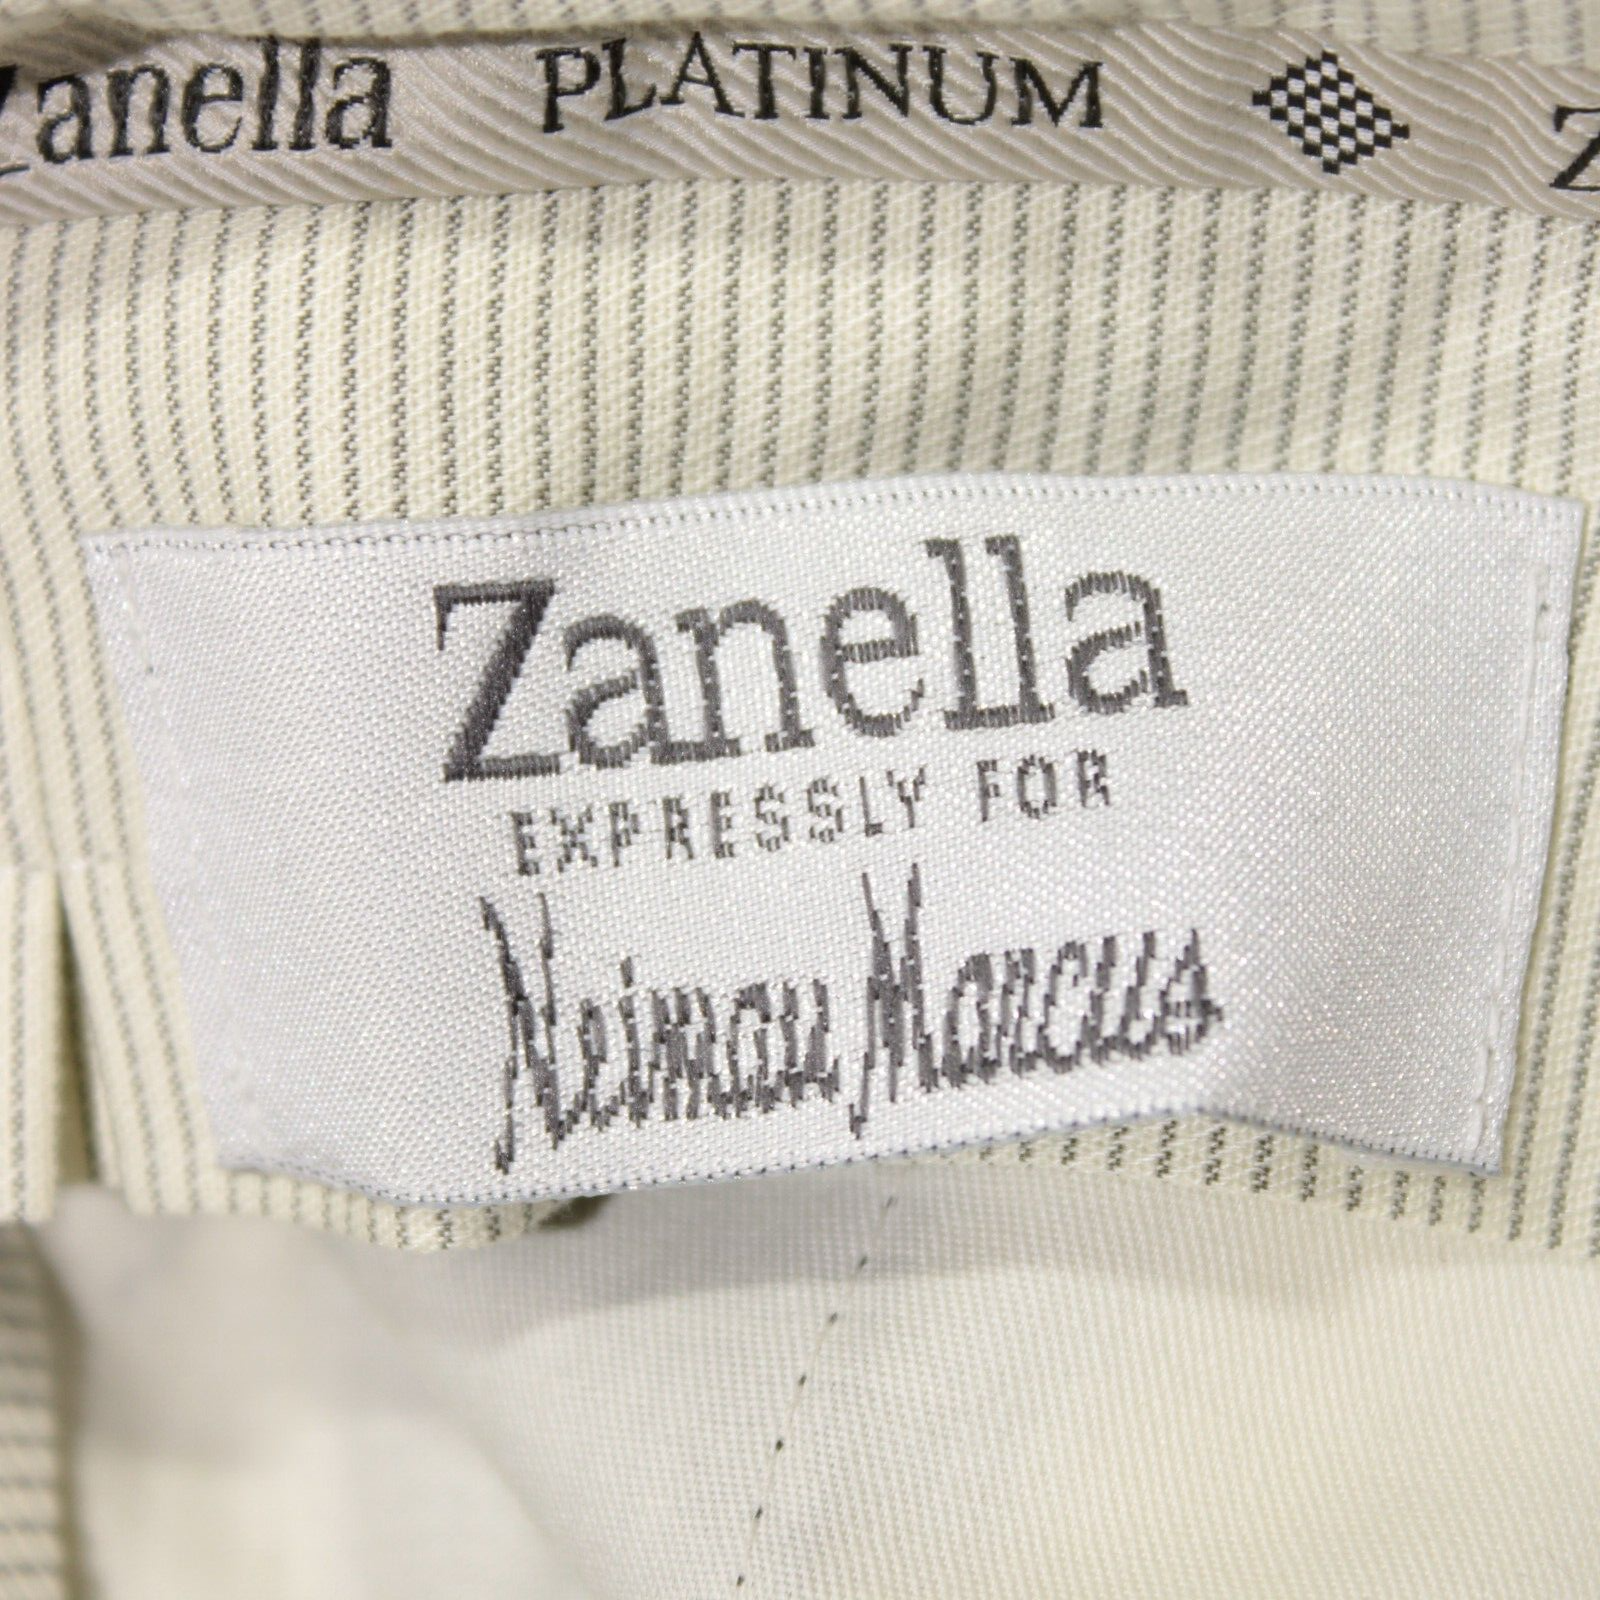 Zanella PLATINUM Z
Zanella
EXPRESSLY FOR
Neiman Marcus